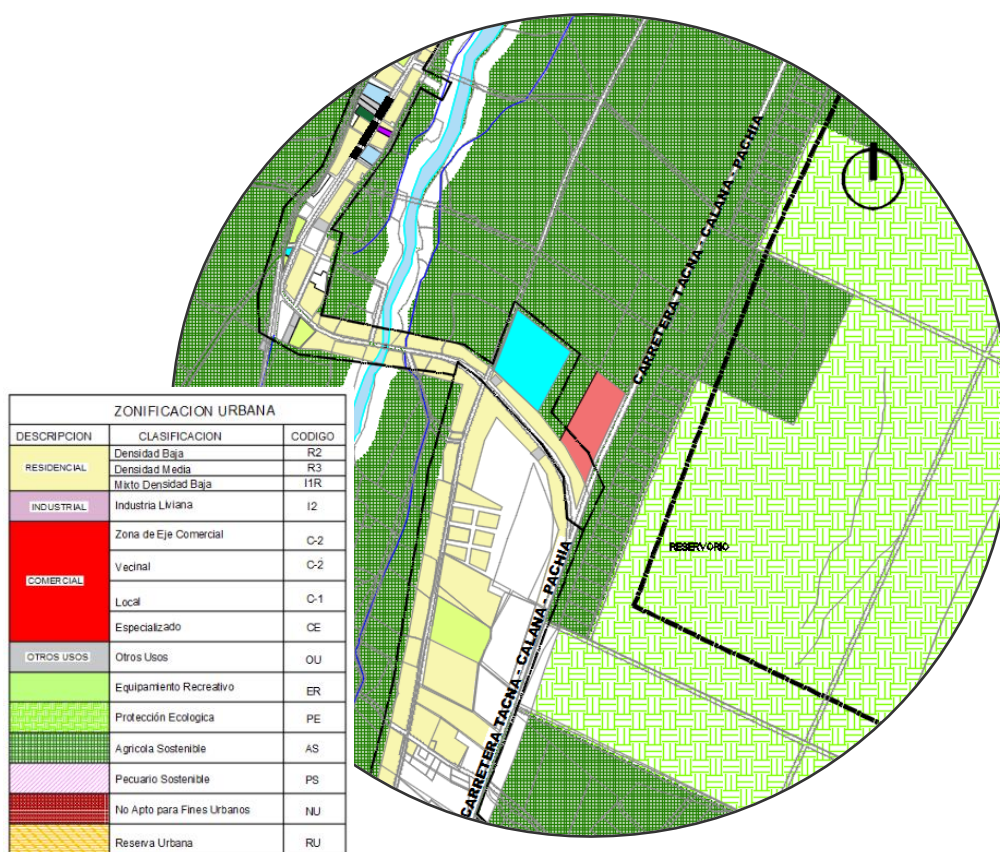 CARRETERA TACNA - CALANA - PACHIA
RESERVORIO
CARRETERA TACNA - CALANA - PACHIA
ZONIFICACION URBANA
DESCRIPCION CLASIFICACION CODIGO
RESIDENCIAL
Densidad Baja R2
Densidad Media R3
Mixto Densidad Baja I1R
INDUSTRIAL Industria Liviana I2
COMERCIAL
Zona de Eje Comercial C-2
Vecinal C-2
Local C-1
Especializado CE
OTROS USOS Otros Usos OU
Equipamiento Recreativo ER
Protección Ecologica PE
Agricola Sostenible AS
Pecuario Sostenible PS
No Apto para Fines Urbanos NU
Reserva Urbana RU